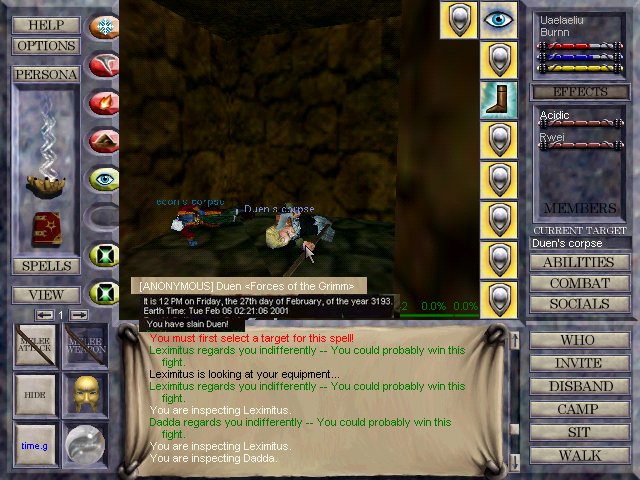 HELP
OPTIONS
PERSONA
SPELLS
VIEW
1
MELEE
ATTACK
MELEE
WEAPON
HIDE
time.g
corpse
Duen's corpse
[ANONYMOUS] Duen <Forces of the Grimm>
It is 12 PM on Friday, the 27th day of February, of the year 3193.
Earth Time: Tue Feb 06 02:21:06 2001
You have slain Duen!
2 0.0% 0.0%
You must first select a target for this spell!
Leximitus regards you indifferently -- You could probably win this
fight.
Leximitus is looking at your equipment...
Leximitus regards you indifferently -- You could probably win this
fight.
You are inspecting Leximitus.
Dadda regards you indifferently -- You could probably win this
fight.
You are inspecting Leximitus.
You are inspecting Dadda.
Uaelaeliu
Burnn
EFFECTS
Acidic
Rwei
MEMBERS
CURRENT TARGET
Duen's corpse
ABILITIES
COMBAT
SOCIALS
WHO
INVITE
DISBAND
CAMP
SIT
WALK